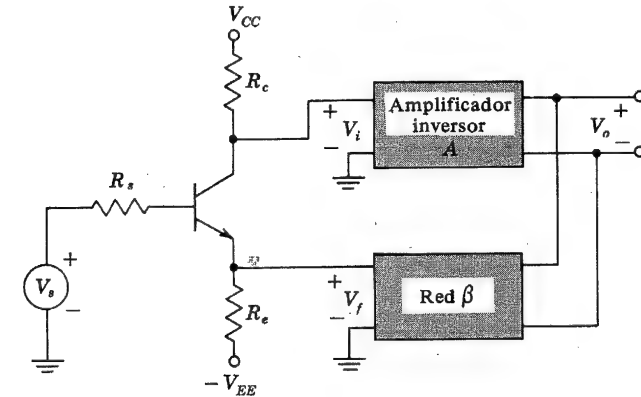 V_CC
R_c
Amplificador
inversor
A
+
V_i
−
+
V_o
−
R_s
+
V_s
−
+
V_f
−
Red β
R_e
− V_EE